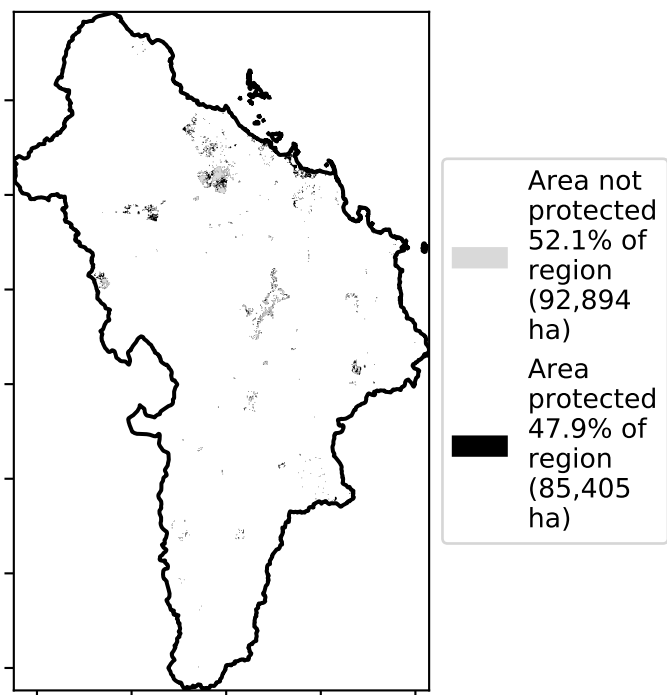 Area not
protected
52.1% of
region
(92,894
ha)
Area
protected
47.9% of
region
(85,405
ha)